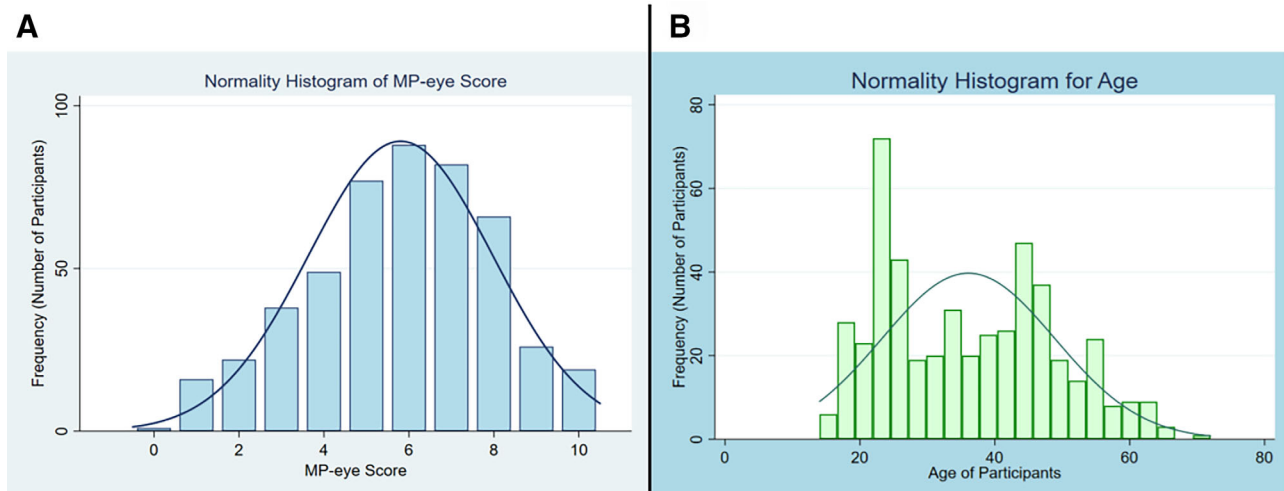 A
Normality Histogram of MP-eye Score
Frequency (Number of Participants)
100
50
0
0 2 4 6 8 10
MP-eye Score
B
Normality Histogram for Age
Frequency (Number of Participants)
80
60
40
20
0
0 20 40 60 80
Age of Participants